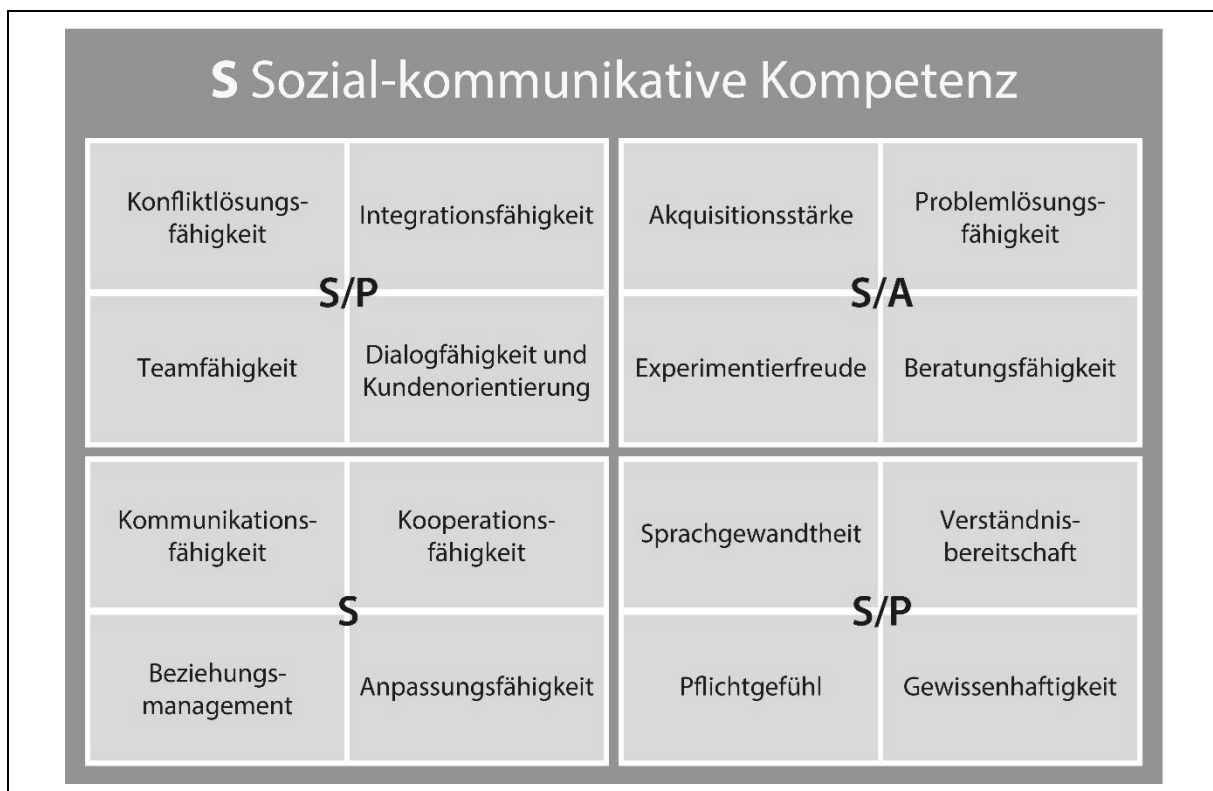 S Sozial-kommunikative Kompetenz
Konfliktlösungs-
fähigkeit
Integrationsfähigkeit
S/P
Teamfähigkeit
Dialogfähigkeit und
Kundenorientierung
Akquisitionsstärke
Problemlösungs-
fähigkeit
S/A
Experimentierfreude
Beratungsfähigkeit
Kommunikations-
fähigkeit
Kooperations-
fähigkeit
S
Beziehungs-
management
Anpassungsfähigkeit
Sprachgewandtheit
Verständnis-
bereitschaft
S/P
Pflichtgefühl
Gewissenhaftigkeit